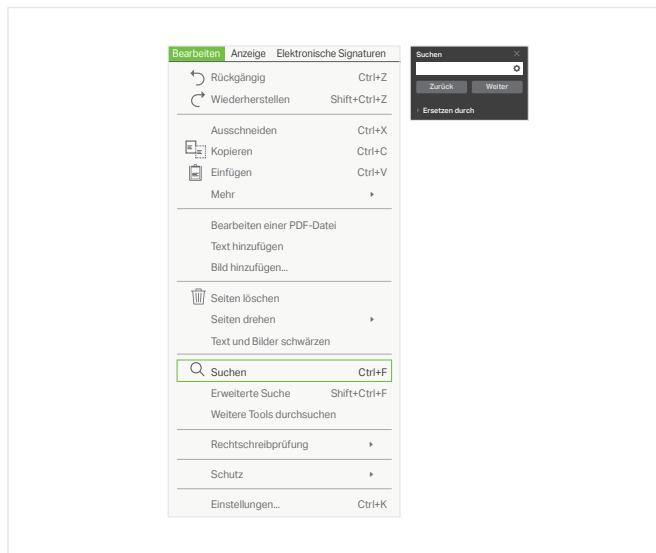 Bearbeiten Anzeige Elektronische Signaturen
Rückgängig Ctrl+Z
Wiederherstellen Shift+Ctrl+Z
Ausschneiden Ctrl+X
Kopieren Ctrl+C
Einfügen Ctrl+V
Mehr
Bearbeiten einer PDF-Datei
Text hinzufügen
Bild hinzufügen...
Seiten löschen
Seiten drehen
Text und Bilder schwärzen
Suchen Ctrl+F
Erweiterte Suche Shift+Ctrl+F
Weitere Tools durchsuchen
Rechtschreibprüfung
Schutz
Einstellungen... Ctrl+K
Suchen
Zurück Weiter
Ersetzen durch